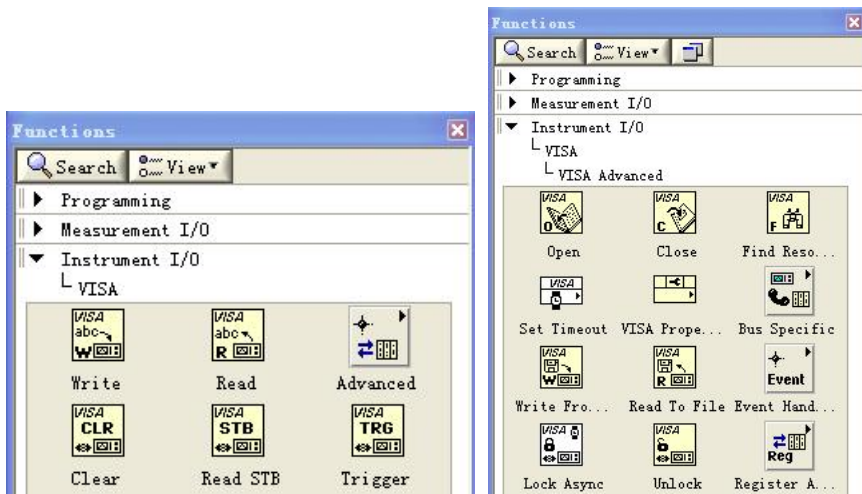 Functions
Search View
Programming
Measurement I/O
Instrument I/O
VISA
VISA abc W VISA abc R
Write Read Advanced
VISA CLR VISA STB VISA TRG
Clear Read STB Trigger
Functions
Search View
Programming
Measurement I/O
Instrument I/O
VISA
VISA Advanced
VISA O VISA C VISA F
Open Close Find Reso...
VISA
Set Timeout VISA Prope... Bus Specific
VISA W VISA R Event
Write Fro... Read To File Event Hand...
VISA VISA Reg
Lock Async Unlock Register A...